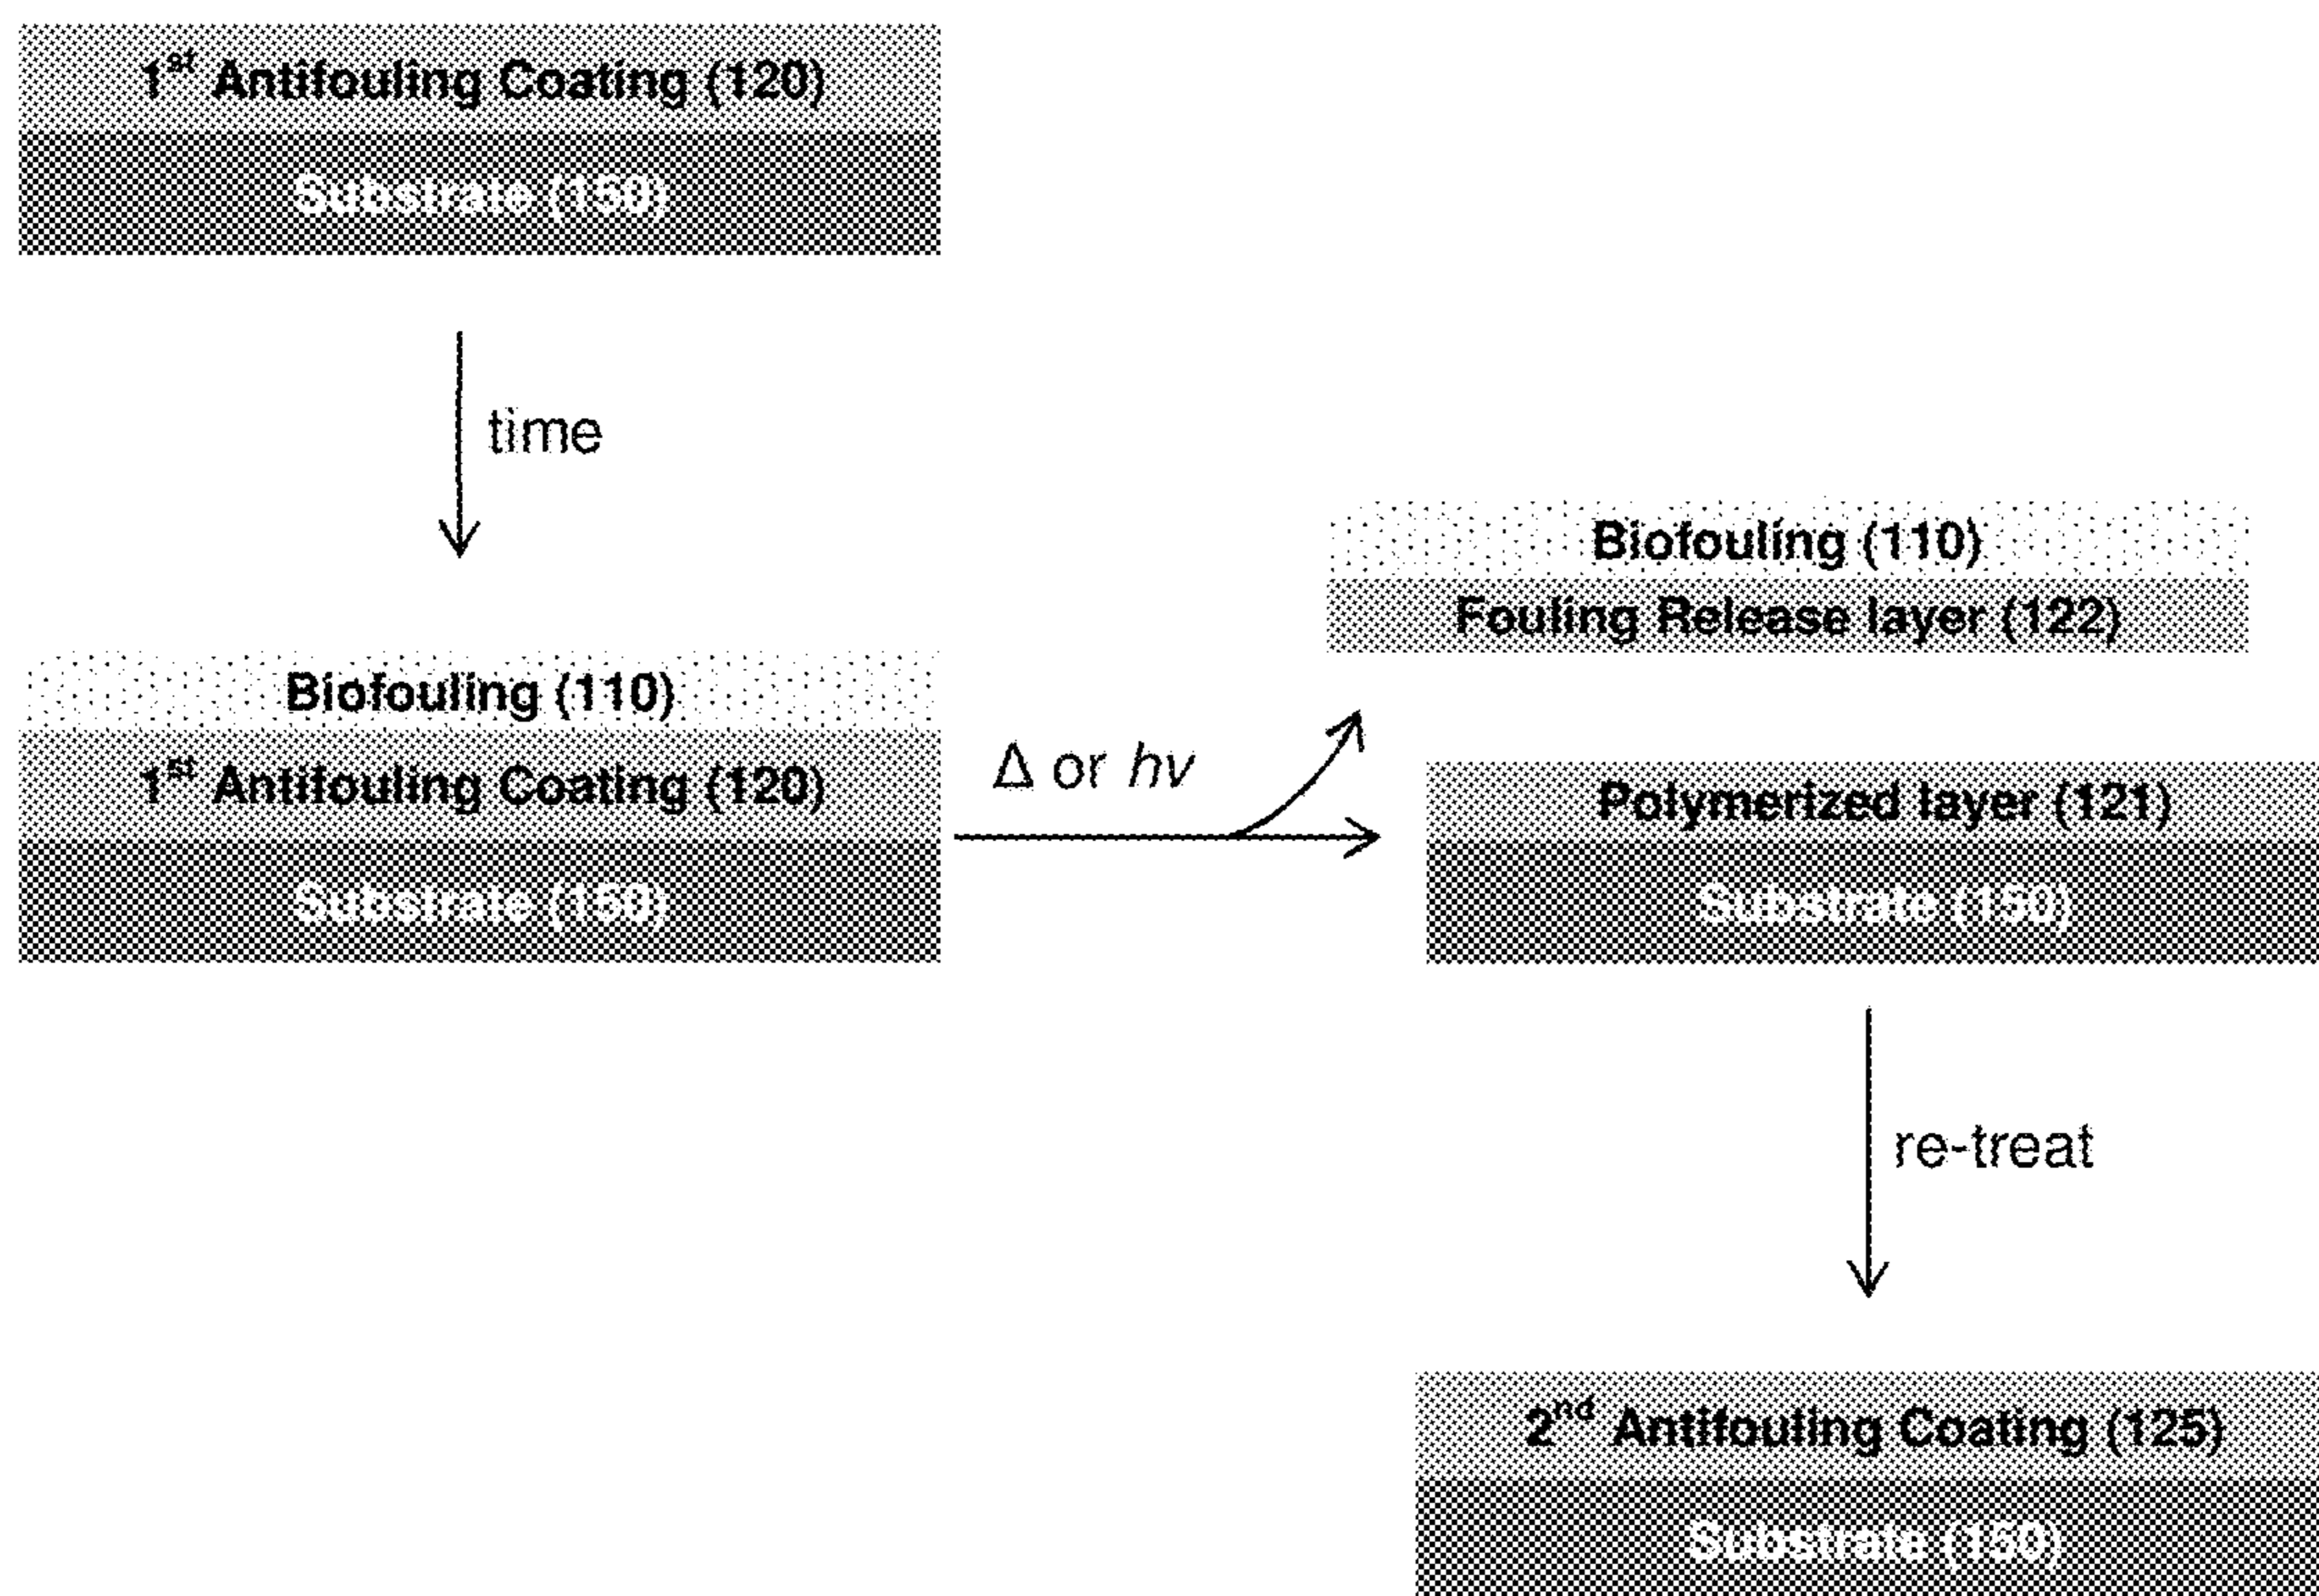 1st Antifouling Coating (120)
Substrate (150)
time
Biofouling (110)
1st Antifouling Coating (120)
Substrate (150)
Δ or hν
Biofouling (110)
Fouling Release layer (122)
Polymerized layer (121)
Substrate (150)
re-treat
2nd Antifouling Coating (125)
Substrate (150)